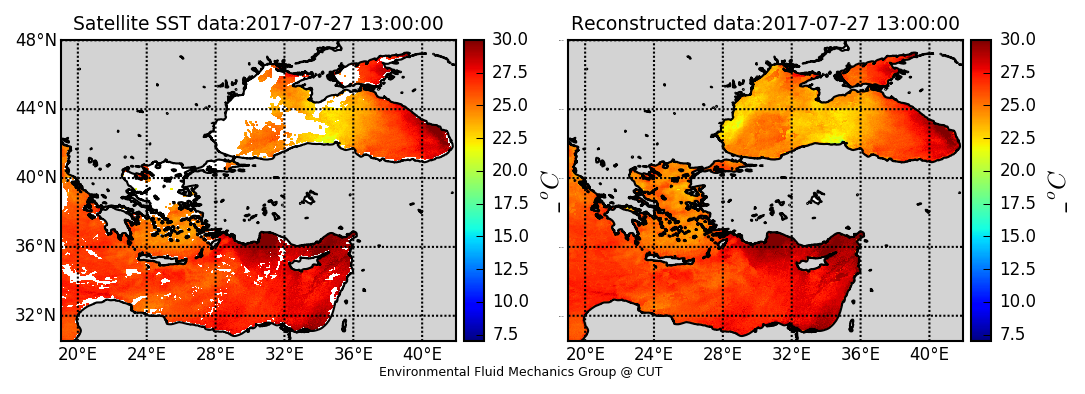 Satellite SST data:2017-07-27 13:00:00
Reconstructed data:2017-07-27 13:00:00
48°N
44°N
40°N
36°N
32°N
20°E 24°E 28°E 32°E 36°E 40°E
30.0
27.5
25.0
22.5
20.0
17.5
15.0
12.5
10.0
7.5
°C
20°E 24°E 28°E 32°E 36°E 40°E
30.0
27.5
25.0
22.5
20.0
17.5
15.0
12.5
10.0
7.5
°C
Environmental Fluid Mechanics Group @ CUT